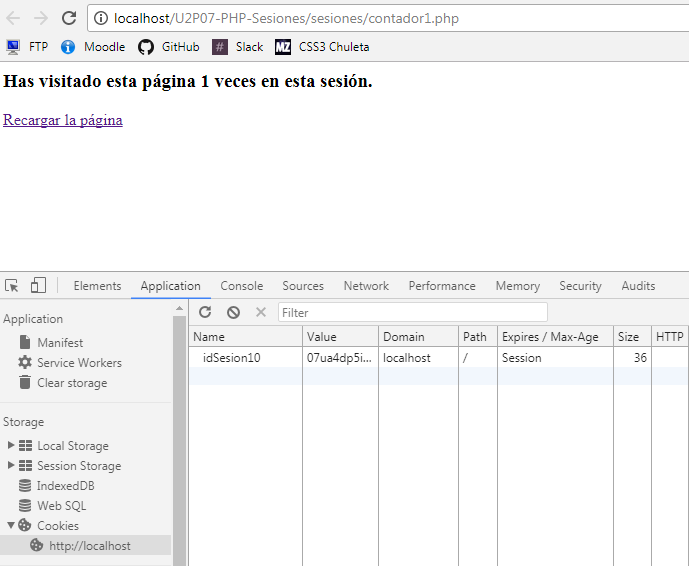 localhost/U2P07-PHP-Sesiones/sesiones/contador1.php
FTP Moodle GitHub # Slack MZ CSS3 Chuleta
Has visitado esta página 1 veces en esta sesión.
Recargar la página
Elements Application Console Sources Network Performance Memory Security Audits
Application
Manifest
Service Workers
Clear storage
Storage
Local Storage
Session Storage
IndexedDB
Web SQL
Cookies
http://localhost
Filter
Name Value Domain Path Expires / Max-Age Size HTTP
idSesion10 07ua4dp5i... localhost / Session 36